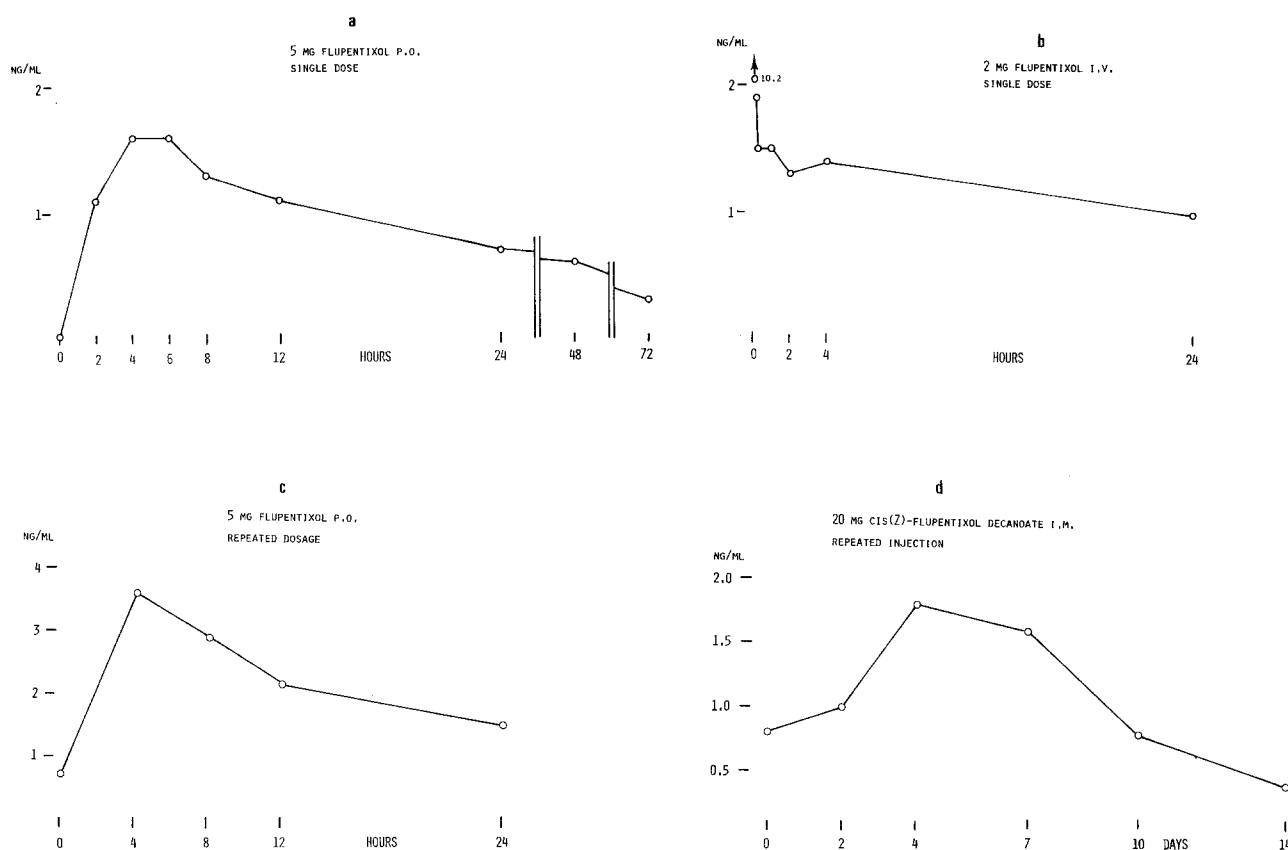 a
5 MG FLUPENTIXOL P.O.
SINGLE DOSE
NG/ML
2
1
0 2 4 6 8 12 HOURS 24 48 72
b
2 MG FLUPENTIXOL I.V.
SINGLE DOSE
NG/ML
10.2
2
1
0 2 4 HOURS 24
c
5 MG FLUPENTIXOL P.O.
REPEATED DOSAGE
NG/ML
4
3
2
1
0 4 8 12 HOURS 24
d
20 MG CIS(Z)-FLUPENTIXOL DECANOATE I.M.
REPEATED INJECTION
NG/ML
2.0
1.5
1.0
0.5
0 2 4 7 10 DAYS